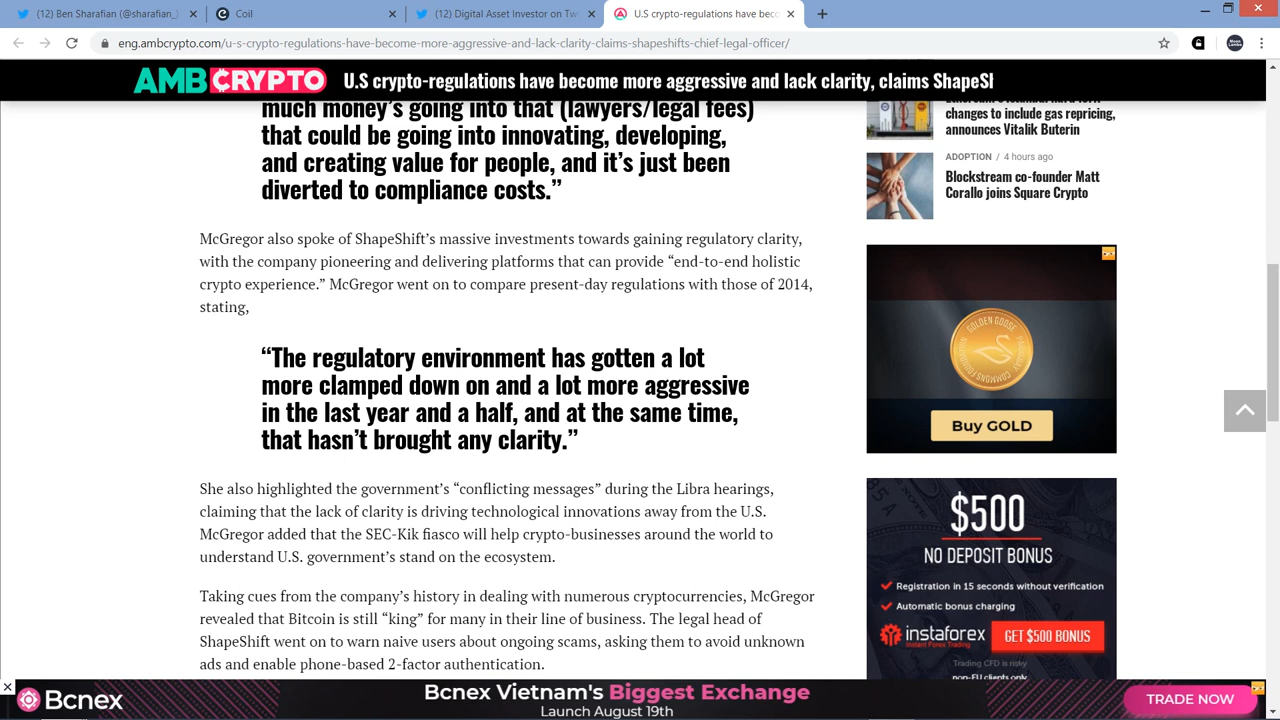 (12) Ben Sharafian (@sharafian_
Coil
(12) Digital Asset Investor on Tw
U.S crypto-regulations have beco
eng.ambcrypto.com/u-s-crypto-regulations-have-become-more-aggressive-and-lack-clarity-claims-shapeshifts-chief-legal-officer/
AMBCRYPTO
U.S crypto-regulations have become more aggressive and lack clarity, claims ShapeSI
much money's going into that (lawyers/legal fees)
that could be going into innovating, developing,
and creating value for people, and it's just been
diverted to compliance costs.”
McGregor also spoke of ShapeShift's massive investments towards gaining regulatory clarity,
with the company pioneering and delivering platforms that can provide “end-to-end holistic
crypto experience.” McGregor went on to compare present-day regulations with those of 2014,
stating,
“The regulatory environment has gotten a lot
more clamped down on and a lot more aggressive
in the last year and a half, and at the same time,
that hasn't brought any clarity.”
She also highlighted the government's “conflicting messages” during the Libra hearings,
claiming that the lack of clarity is driving technological innovations away from the U.S.
McGregor added that the SEC-Kik fiasco will help crypto-businesses around the world to
understand U.S. government's stand on the ecosystem.
Taking cues from the company's history in dealing with numerous cryptocurrencies, McGregor
revealed that Bitcoin is still “king” for many in their line of business. The legal head of
ShapeShift went on to warn naive users about ongoing scams, asking them to avoid unknown
ads and enable phone-based 2-factor authentication.
changes to include gas repricing,
announces Vitalik Buterin
ADOPTION / 4 hours ago
Blockstream co-founder Matt
Corallo joins Square Crypto
GOLDEN GOOSE
COMMONS FOUNDATION
Buy GOLD
$500
NO DEPOSIT BONUS
Registration in 15 seconds without verification
Automatic bonus charging
instaforex
Instant Forex Trading
GET $500 BONUS
Trading CFD is risky
non-EU clients only
Bcnex
Bcnex Vietnam's Biggest Exchange
Launch August 19th
TRADE NOW